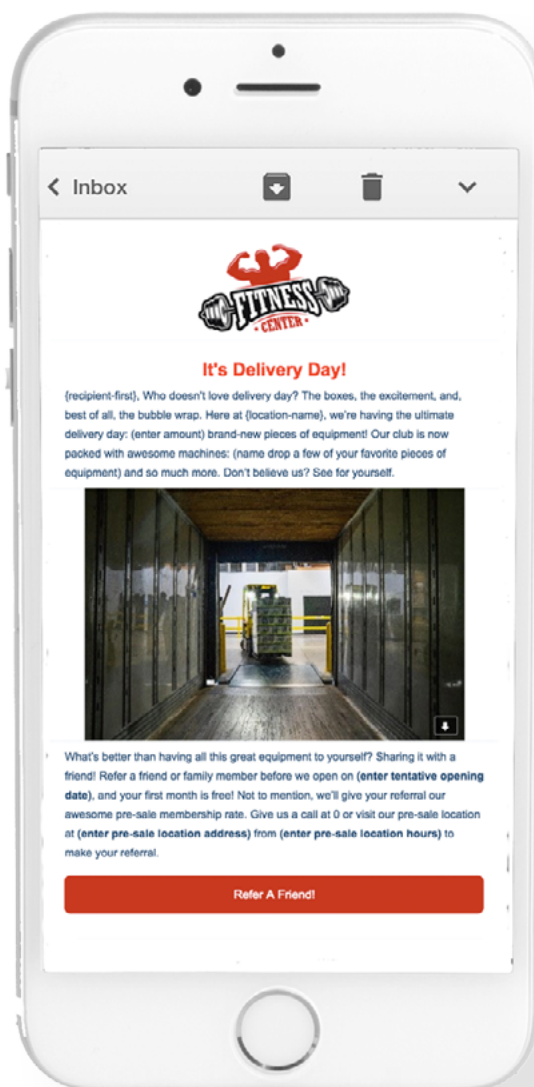 Inbox
FITNESS
CENTER
It's Delivery Day!
{recipient-first}, Who doesn't love delivery day? The boxes, the excitement, and,
best of all, the bubble wrap. Here at {location-name}, we're having the ultimate
delivery day: (enter amount) brand-new pieces of equipment! Our club is now
packed with awesome machines: (name drop a few of your favorite pieces of
equipment) and so much more. Don't believe us? See for yourself.
What's better than having all this great equipment to yourself? Sharing it with a
friend! Refer a friend or family member before we open on (enter tentative opening
date), and your first month is free! Not to mention, we'll give your referral our
awesome pre-sale membership rate. Give us a call at 0 or visit our pre-sale location
at (enter pre-sale location address) from (enter pre-sale location hours) to
make your referral.
Refer A Friend!